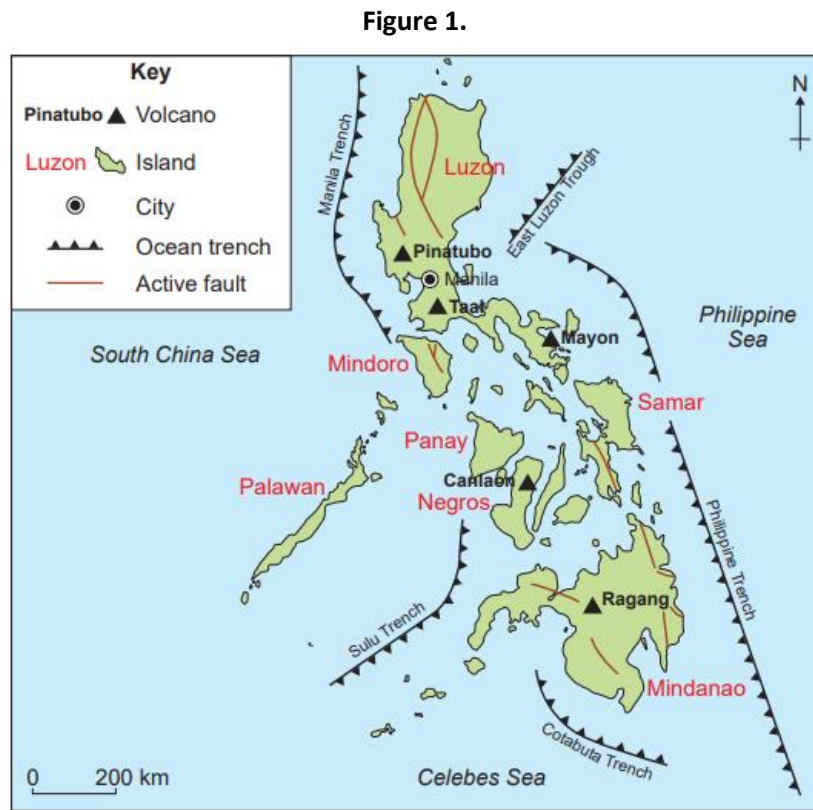 Figure 1.
Key
Pinatubo Volcano
Luzon Island
City
Ocean trench
Active fault
N
Manila Trench
Luzon
East Luzon Trough
Pinatubo
Manila
Taal
Mayon
Philippine
Sea
South China Sea
Mindoro
Samar
Panay
Palawan
Canlaon
Negros
Philippine Trench
Ragang
Sulu Trench
Mindanao
Cotabuta Trench
0 200 km
Celebes Sea